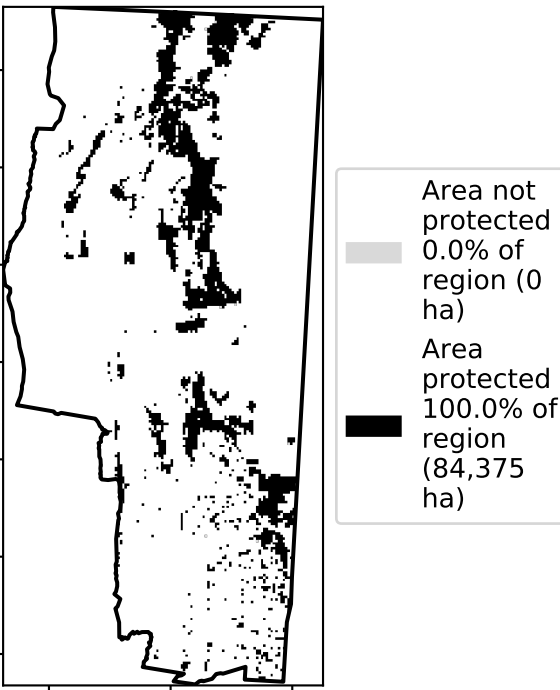 Area not
protected
0.0% of
region (0
ha)
Area
protected
100.0% of
region
(84,375
ha)